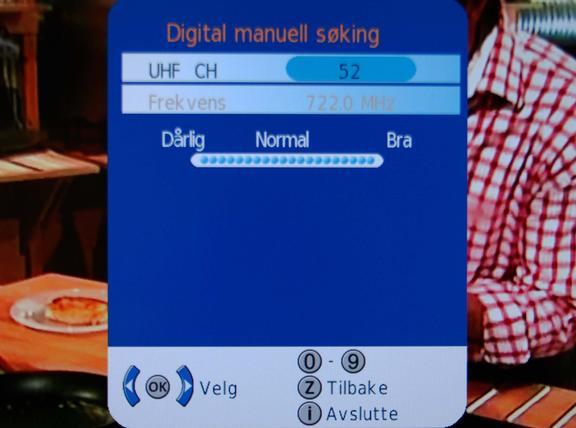 Digital manuell søking
UHF CH 52
Frekvens 722.0 MHz
Dårlig Normal Bra
0 - 9
OK Velg
Z Tilbake
i Avslutte